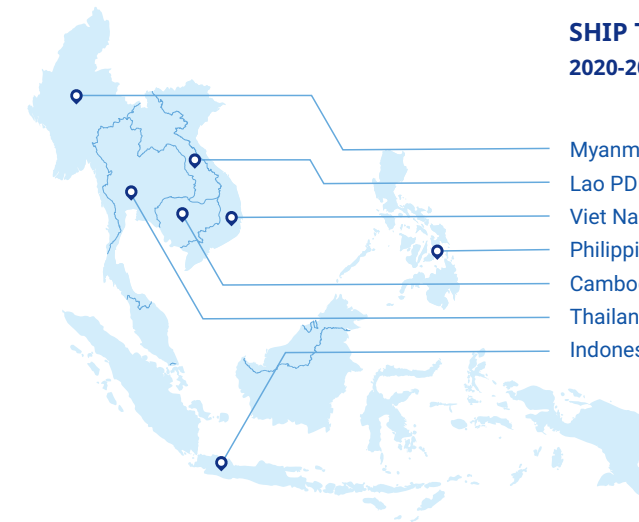 SHIP T
2020-20
Myanm
Lao PD
Viet Na
Philippi
Cambo
Thailan
Indones